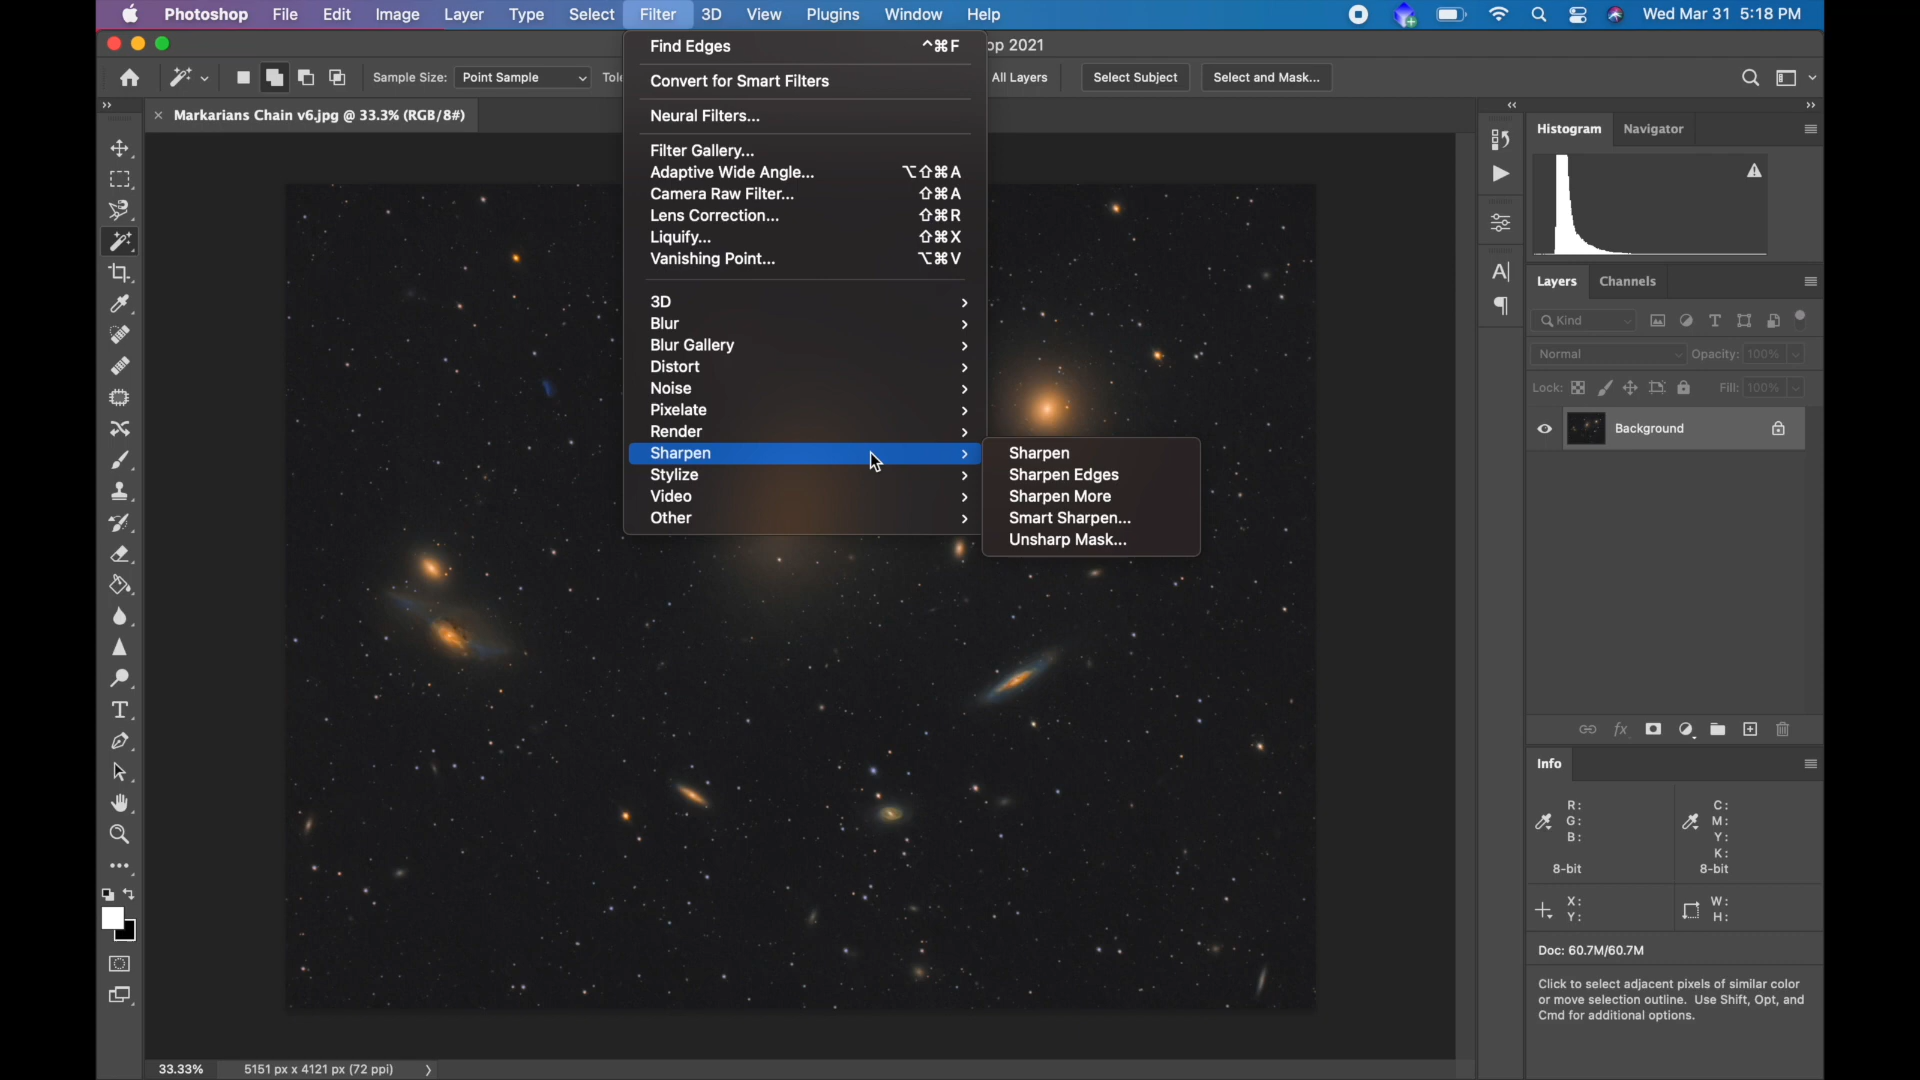 Photoshop File Edit Image Layer Type Select Filter 3D View Plugins Window Help Wed Mar 31 5:18 PM
op 2021
Sample Size: Point Sample Tole All Layers Select Subject Select and Mask...
Markarians Chain v6.jpg @ 33.3% (RGB/8#)
Find Edges ^⌘F
Convert for Smart Filters
Neural Filters...
Filter Gallery...
Adaptive Wide Angle... ⌥⇧⌘A
Camera Raw Filter... ⇧⌘A
Lens Correction... ⇧⌘R
Liquify... ⇧⌘X
Vanishing Point... ⌥⌘V
3D
Blur
Blur Gallery
Distort
Noise
Pixelate
Render
Sharpen
Stylize
Video
Other
Sharpen
Sharpen Edges
Sharpen More
Smart Sharpen...
Unsharp Mask...
Histogram Navigator
Layers Channels
Kind
Normal Opacity: 100%
Lock: Fill: 100%
Background
fx
Info
R: C:
G: M:
B: Y:
K:
8-bit 8-bit
X: W:
Y: H:
Doc: 60.7M/60.7M
Click to select adjacent pixels of similar color
or move selection outline. Use Shift, Opt, and
Cmd for additional options.
33.33% 5151 px x 4121 px (72 ppi)